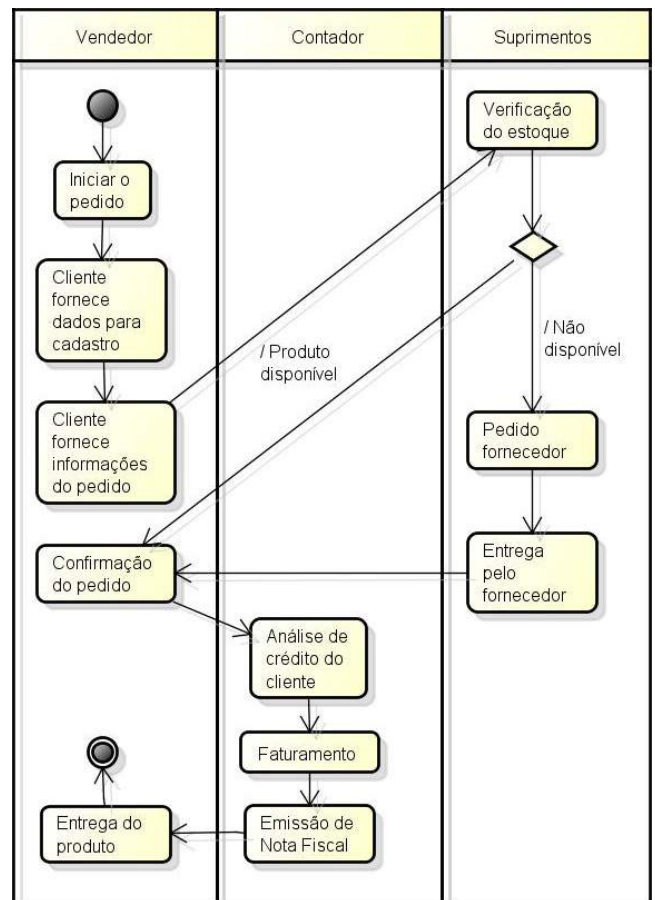 Vendedor
Contador
Suprimentos
Verificação
do estoque
Iniciar o
pedido
Cliente
fornece
dados para
cadastro
/ Não
disponível
/ Produto
disponível
Cliente
fornece
informações
do pedido
Pedido
fornecedor
Confirmação
do pedido
Entrega
pelo
fornecedor
Análise de
crédito do
cliente
Faturamento
Entrega do
produto
Emissão de
Nota Fiscal